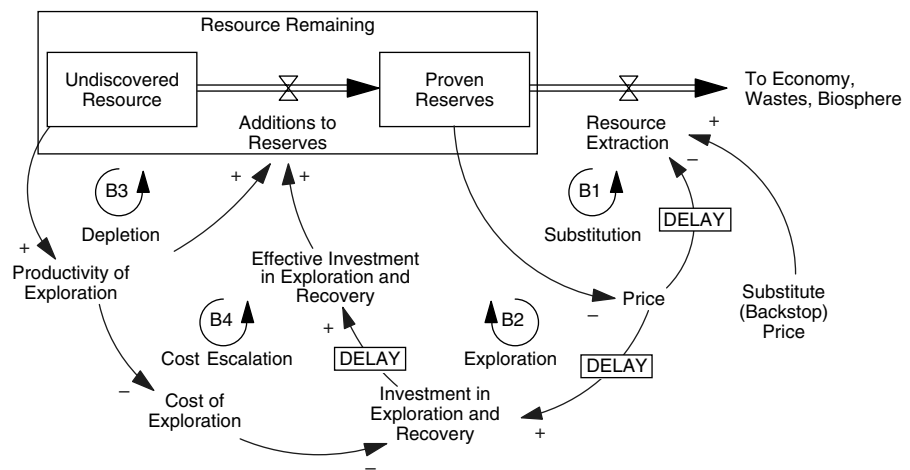 Resource Remaining
Undiscovered
Resource
Proven
Reserves
To Economy,
Wastes, Biosphere
Additions to
Reserves
Resource
Extraction
+
+
+
–
B3
Depletion
B1
Substitution
DELAY
+
Productivity of
Exploration
Effective Investment
in Exploration and
Recovery
–
Price
Substitute
(Backstop)
Price
B4
Cost Escalation
+
DELAY
B2
Exploration
DELAY
–
Cost of
Exploration
Investment in
Exploration and
Recovery
+
–